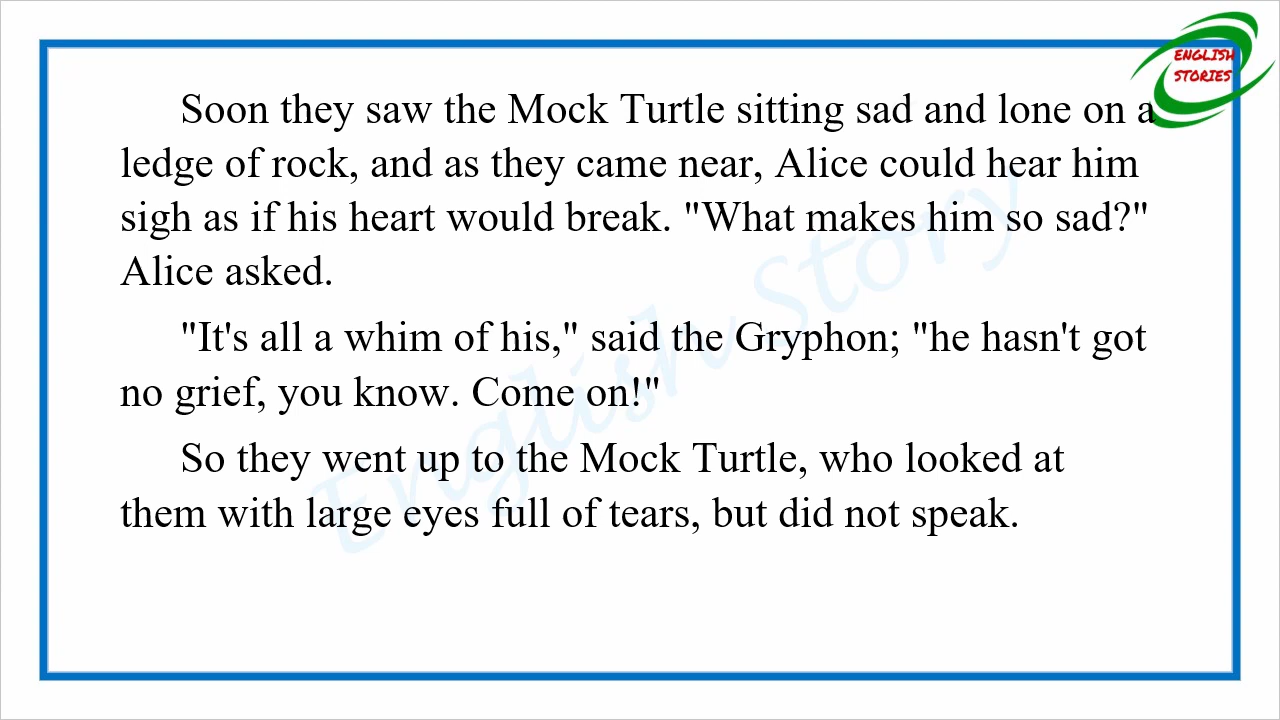 ENGLISH
STORIES
Soon they saw the Mock Turtle sitting sad and lone on a
ledge of rock, and as they came near, Alice could hear him
sigh as if his heart would break. "What makes him so sad?"
Alice asked.
"It's all a whim of his," said the Gryphon; "he hasn't got
no grief, you know. Come on!"
So they went up to the Mock Turtle, who looked at
them with large eyes full of tears, but did not speak.
English Story